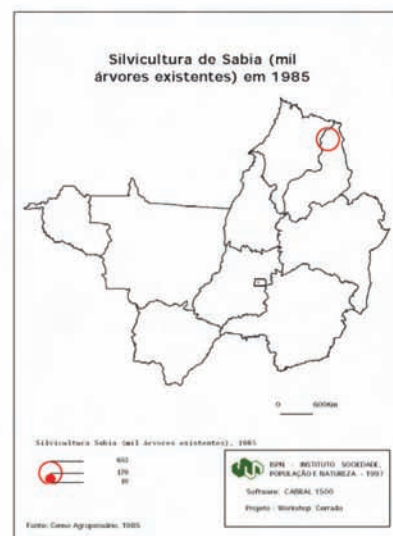 Silvicultura de Sabia (mil
árvores existentes) em 1985
0 600Km
Silvicultura Sabia (mil árvores existentes), 1985
ISPN - INSTITUTO SOCIEDADE,
POPULAÇÃO E NATUREZA - 1997
Software: CABRAL 1500
Projeto: Workshop Cerrado
Fonte: Censo Agropecuário, 1985